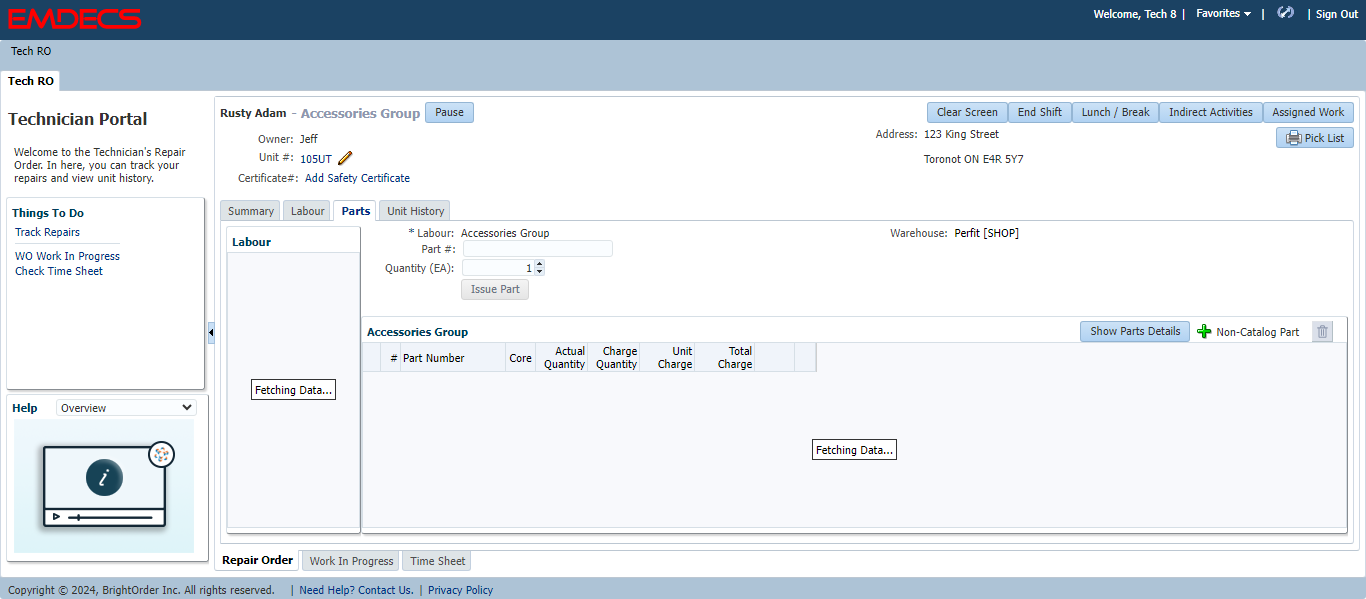 EMDECS
Welcome, Tech 8 | Favorites | | Sign Out
Tech RO
Tech RO
Technician Portal
Welcome to the Technician's Repair
Order. In here, you can track your
repairs and view unit history.
Things To Do
Track Repairs
WO Work In Progress
Check Time Sheet
Help Overview
i
Rusty Adam - Accessories Group Pause
Clear Screen End Shift Lunch / Break Indirect Activities Assigned Work
Owner: Jeff
Unit #: 105UT
Certificate#: Add Safety Certificate
Address: 123 King Street
Toronot ON E4R 5Y7
Pick List
Summary Labour Parts Unit History
Labour
Fetching Data...
* Labour: Accessories Group
Part #:
Quantity (EA): 1
Issue Part
Warehouse: Perfit [SHOP]
Accessories Group
Show Parts Details Non-Catalog Part
# Part Number Core Actual Quantity Charge Quantity Unit Charge Total Charge
Fetching Data...
Repair Order Work In Progress Time Sheet
Copyright © 2024, BrightOrder Inc. All rights reserved. | Need Help? Contact Us. | Privacy Policy